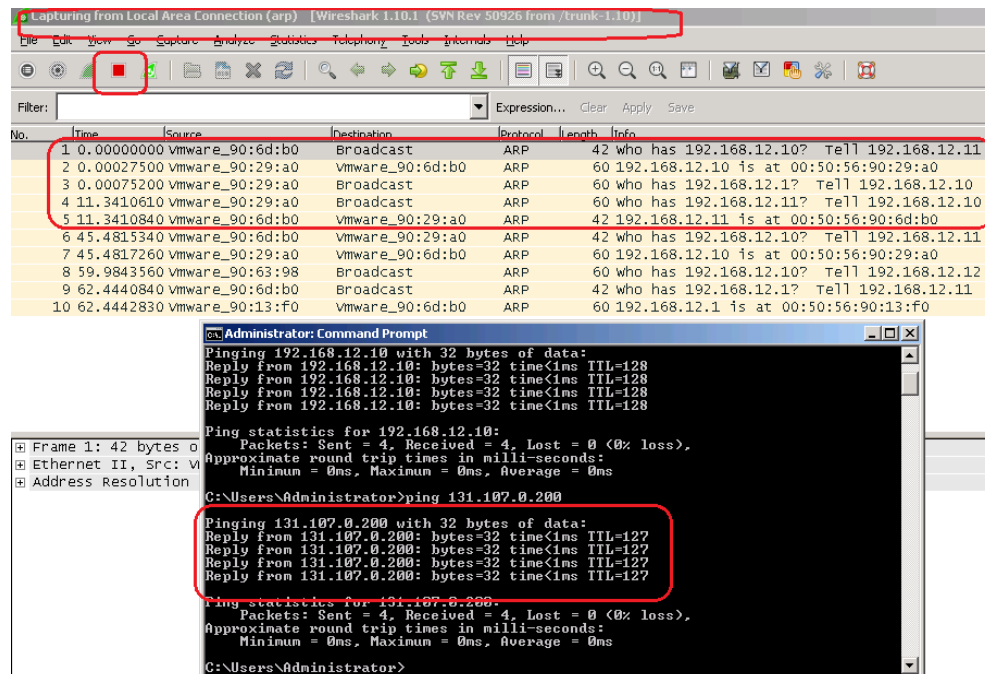 Capturing from Local Area Connection (arp) [Wireshark 1.10.1 (SVN Rev 50926 from /trunk-1.10)]
File Edit View Go Capture Analyze Statistics Telephony Tools Internals Help
Filter: Expression... Clear Apply Save
No. Time Source Destination Protocol Length Info
1 0.00000000 Vmware_90:6d:b0 Broadcast ARP 42 who has 192.168.12.10? Tell 192.168.12.11
2 0.00027500 Vmware_90:29:a0 Vmware_90:6d:b0 ARP 60 192.168.12.10 is at 00:50:56:90:29:a0
3 0.00075200 Vmware_90:29:a0 Broadcast ARP 60 who has 192.168.12.1? Tell 192.168.12.10
4 11.3410610 Vmware_90:29:a0 Broadcast ARP 60 who has 192.168.12.11? Tell 192.168.12.10
5 11.3410840 Vmware_90:6d:b0 Vmware_90:29:a0 ARP 42 192.168.12.11 is at 00:50:56:90:6d:b0
6 45.4815340 Vmware_90:6d:b0 Vmware_90:29:a0 ARP 42 who has 192.168.12.10? Tell 192.168.12.11
7 45.4817260 Vmware_90:29:a0 Vmware_90:6d:b0 ARP 60 192.168.12.10 is at 00:50:56:90:29:a0
8 59.9843560 Vmware_90:63:98 Broadcast ARP 60 who has 192.168.12.10? Tell 192.168.12.12
9 62.4440840 Vmware_90:6d:b0 Broadcast ARP 42 who has 192.168.12.1? Tell 192.168.12.11
10 62.4442830 Vmware_90:13:f0 Vmware_90:6d:b0 ARP 60 192.168.12.1 is at 00:50:56:90:13:f0
Administrator: Command Prompt
Pinging 192.168.12.10 with 32 bytes of data:
Reply from 192.168.12.10: bytes=32 time<1ms TTL=128
Reply from 192.168.12.10: bytes=32 time<1ms TTL=128
Reply from 192.168.12.10: bytes=32 time<1ms TTL=128
Reply from 192.168.12.10: bytes=32 time<1ms TTL=128
Ping statistics for 192.168.12.10:
Packets: Sent = 4, Received = 4, Lost = 0 (0% loss),
Approximate round trip times in milli-seconds:
Minimum = 0ms, Maximum = 0ms, Average = 0ms
C:\Users\Administrator>ping 131.107.0.200
Pinging 131.107.0.200 with 32 bytes of data:
Reply from 131.107.0.200: bytes=32 time<1ms TTL=127
Reply from 131.107.0.200: bytes=32 time<1ms TTL=127
Reply from 131.107.0.200: bytes=32 time<1ms TTL=127
Reply from 131.107.0.200: bytes=32 time<1ms TTL=127
Ping statistics for 131.107.0.200:
Packets: Sent = 4, Received = 4, Lost = 0 (0% loss),
Approximate round trip times in milli-seconds:
Minimum = 0ms, Maximum = 0ms, Average = 0ms
C:\Users\Administrator>
Frame 1: 42 bytes o
Ethernet II, Src:
Address Resolution